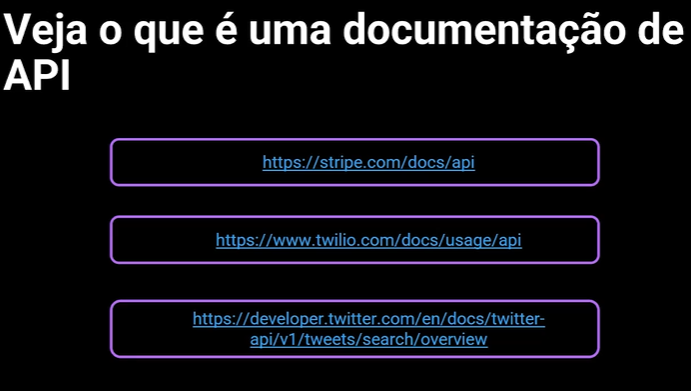 Veja o que é uma documentação de
API
https://stripe.com/docs/api
https://www.twilio.com/docs/usage/api
https://developer.twitter.com/en/docs/twitter-
api/v1/tweets/search/overview